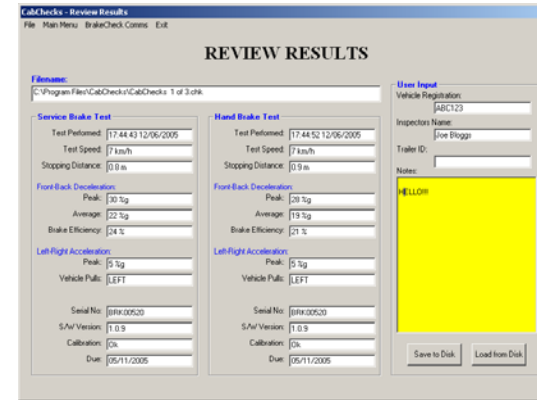 CabChecks - Review Results
File Main Menu BrakeCheck Comms Exit
REVIEW RESULTS
Filename:
C:\Program Files\CabChecks\CabChecks 1 of 3.chk
Service Brake Test
Test Performed: 17:44:43 12/06/2005
Test Speed: 7 km/h
Stopping Distance: 0.8 m
Front-Back Deceleration:
Peak: 30 %g
Average: 22 %g
Brake Efficiency: 24 %
Left-Right Acceleration:
Peak: 5 %g
Vehicle Pulls: LEFT
Serial No: BRK00520
S/W Version: 1.0.9
Calibration: Ok
Due: 05/11/2005
Hand Brake Test
Test Performed: 17:44:52 12/06/2005
Test Speed: 7 km/h
Stopping Distance: 0.9 m
Front-Back Deceleration:
Peak: 28 %g
Average: 19 %g
Brake Efficiency: 21 %
Left-Right Acceleration:
Peak: 5 %g
Vehicle Pulls: LEFT
Serial No: BRK00520
S/W Version: 1.0.9
Calibration: Ok
Due: 05/11/2005
User Input
Vehicle Registration:
ABC123
Inspectors Name:
Joe Bloggs
Trailer ID:
Notes:
HELLO!!!
Save to Disk Load from Disk